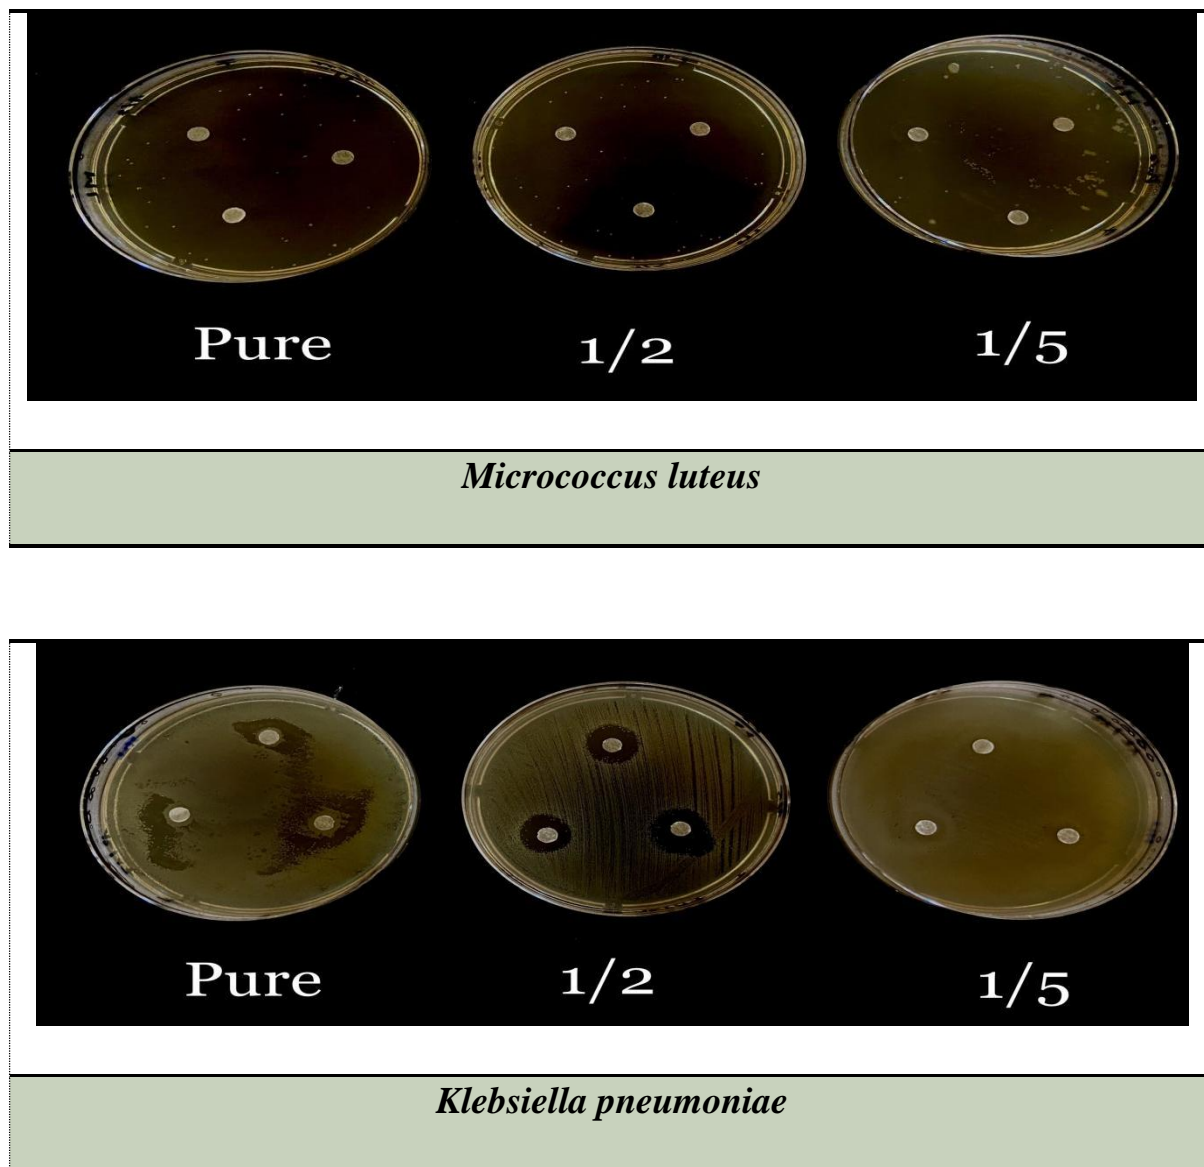 Pure 1/2 1/5
Micrococcus luteus
Pure 1/2 1/5
Klebsiella pneumoniae